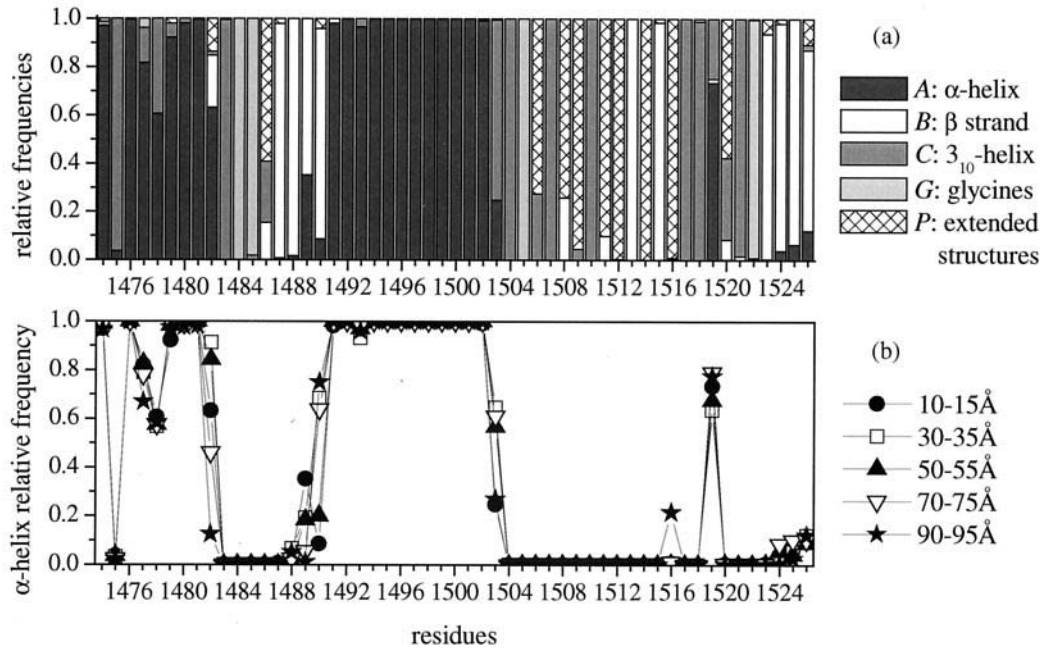 relative frequencies
1.0
0.8
0.6
0.4
0.2
0.0
1476 1480 1484 1488 1492 1496 1500 1504 1508 1512 1516 1520 1524
(a)
A: α-helix
B: β strand
C: 3₁₀-helix
G: glycines
P: extended
structures
α-helix relative frequency
1.0
0.8
0.6
0.4
0.2
0.0
1476 1480 1484 1488 1492 1496 1500 1504 1508 1512 1516 1520 1524
residues
(b)
10-15Å
30-35Å
50-55Å
70-75Å
90-95Å